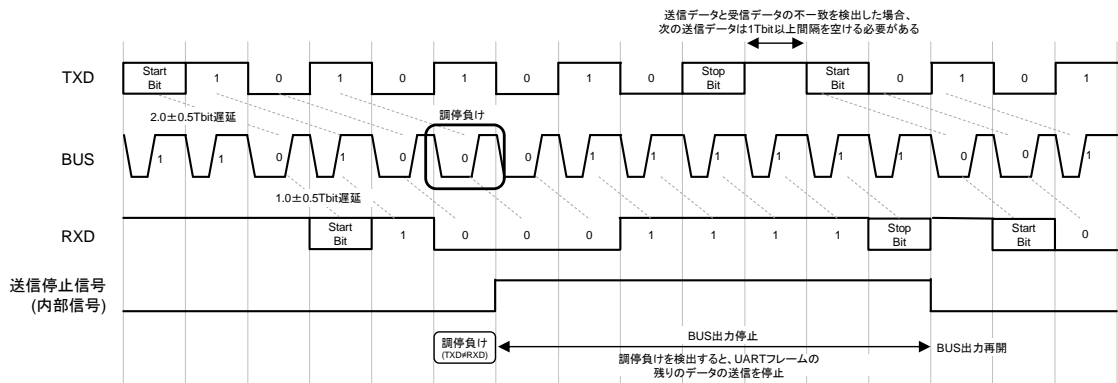 送信データと受信データの不一致を検出した場合、
次の送信データは1Tbit以上間隔を空ける必要がある
TXD
Start
Bit
1
0
1
0
1
0
1
0
Stop
Bit
Start
Bit
0
1
0
1
2.0±0.5Tbit遅延
調停負け
BUS
1
1
0
1
0
0
0
1
1
1
1
1
0
0
1
1.0±0.5Tbit遅延
RXD
Start
Bit
1
0
0
0
1
1
1
1
Stop
Bit
Start
Bit
0
送信停止信号
(内部信号)
調停負け
(TXD≠RXD)
BUS出力停止
調停負けを検出すると、UARTフレームの
残りのデータの送信を停止
BUS出力再開